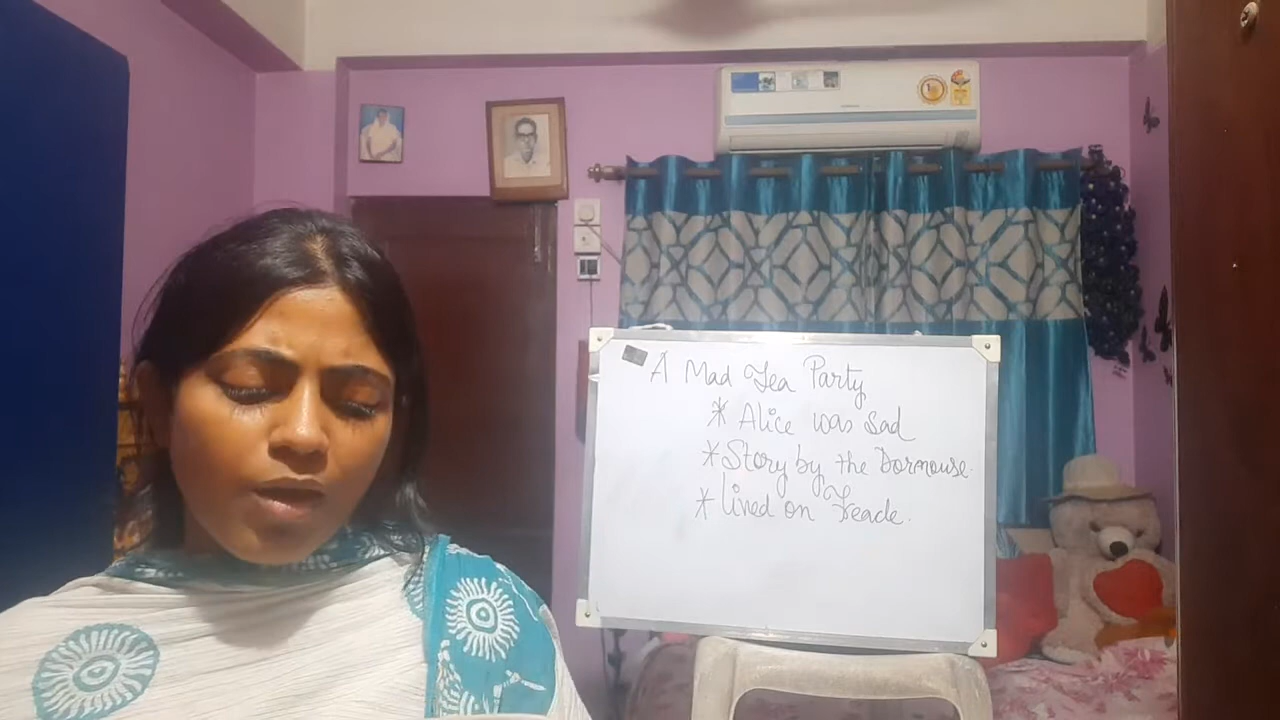 A Mad Tea Party
* Alice was sad
* Story by the Dormouse.
* lived on Treacle.